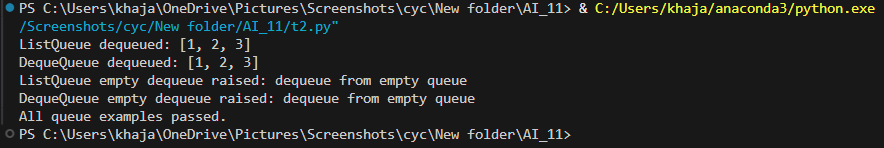 PS C:\Users\khaja\OneDrive\Pictures\Screenshots\cyc\New folder\AI_11> & C:/Users/khaja/anaconda3/python.exe
/Screenshots/cyc/New folder/AI_11/t2.py"
ListQueue dequeued: [1, 2, 3]
DequeQueue dequeued: [1, 2, 3]
ListQueue empty dequeue raised: dequeue from empty queue
DequeQueue empty dequeue raised: dequeue from empty queue
All queue examples passed.
PS C:\Users\khaja\OneDrive\Pictures\Screenshots\cyc\New folder\AI_11>